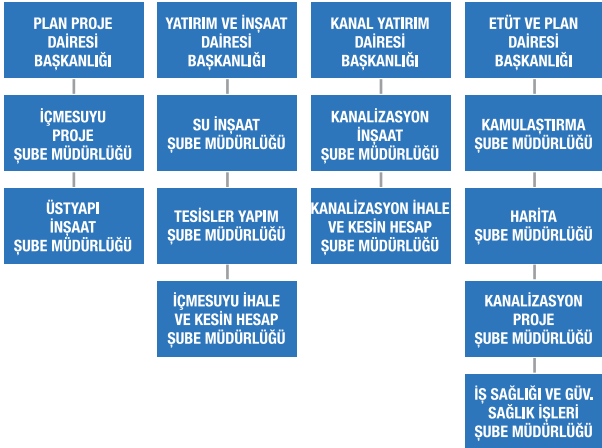 PLAN PROJE
DAİRESİ
BAŞKANLIĞI
İÇMESUYU
PROJE
ŞUBE MÜDÜRLÜĞÜ
ÜSTYAPI
İNŞAAT
ŞUBE MÜDÜRLÜĞÜ
YATIRIM VE İNŞAAT
DAİRESİ
BAŞKANLIĞI
SU İNŞAAT
ŞUBE MÜDÜRLÜĞÜ
TESİSLER YAPIM
ŞUBE MÜDÜRLÜĞÜ
İÇMESUYU İHALE
VE KESİN HESAP
ŞUBE MÜDÜRLÜĞÜ
KANAL YATIRIM
DAİRESİ
BAŞKANLIĞI
KANALİZASYON
İNŞAAT
ŞUBE MÜDÜRLÜĞÜ
KANALİZASYON İHALE
VE KESİN HESAP
ŞUBE MÜDÜRLÜĞÜ
ETÜT VE PLAN
DAİRESİ
BAŞKANLIĞI
KAMULAŞTIRMA
ŞUBE MÜDÜRLÜĞÜ
HARİTA
ŞUBE MÜDÜRLÜĞÜ
KANALİZASYON
PROJE
ŞUBE MÜDÜRLÜĞÜ
İŞ SAĞLIĞI VE GÜV.
SAĞLIK İŞLERİ
ŞUBE MÜDÜRLÜĞÜ